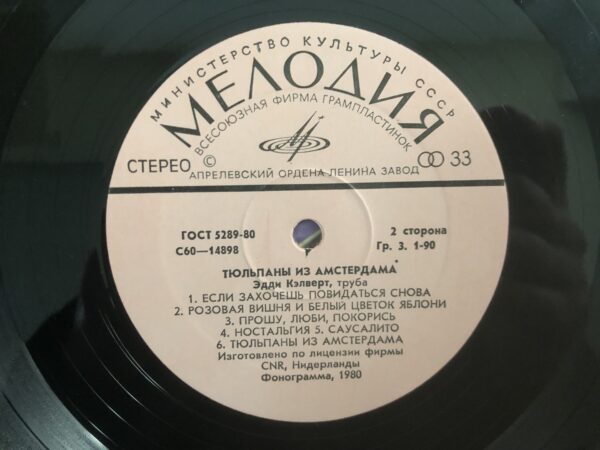 МИНИСТЕРСТВО КУЛЬТУРЫ СССР
МЕЛОДИЯ
ВСЕСОЮЗНАЯ ФИРМА ГРАМПЛАСТИНОК
СТЕРЕО © 33
АПРЕЛЕВСКИЙ ОРДЕНА ЛЕНИНА ЗАВОД
ГОСТ 5289-80 2 сторона
С60—14898 Гр. 3. 1-90
ТЮЛЬПАНЫ ИЗ АМСТЕРДАМА
Эдди Кэлверт, труба
1. ЕСЛИ ЗАХОЧЕШЬ ПОВИДАТЬСЯ СНОВА
2. РОЗОВАЯ ВИШНЯ И БЕЛЫЙ ЦВЕТОК ЯБЛОНИ
3. ПРОШУ, ЛЮБИ, ПОКОРИСЬ
4. НОСТАЛЬГИЯ 5. САУСАЛИТО
6. ТЮЛЬПАНЫ ИЗ АМСТЕРДАМА
Изготовлено по лицензии фирмы
CNR, Нидерланды
Фонограмма, 1980